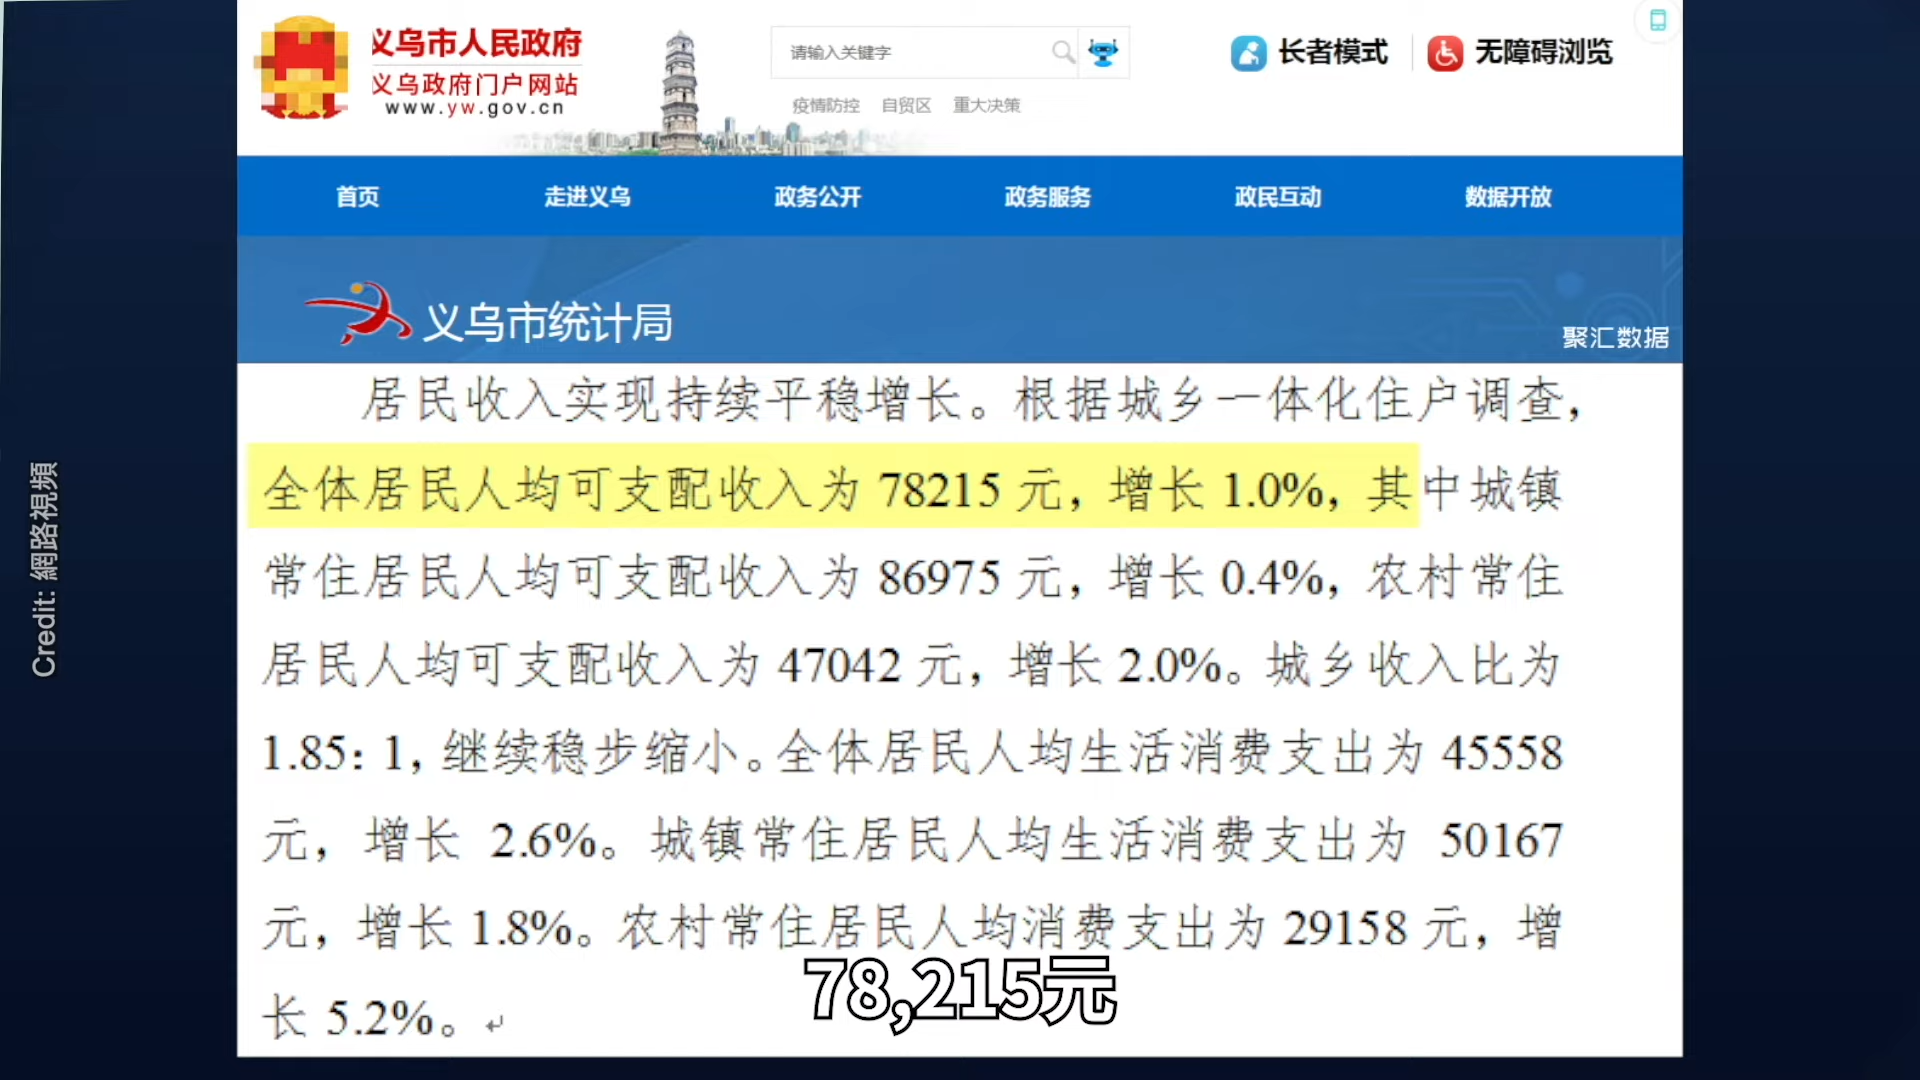 义乌市人民政府
义乌政府门户网站
www.yw.gov.cn
请输入关键字
疫情防控 自贸区 重大决策
长者模式
无障碍浏览
首页 走进义乌 政务公开 政务服务 政民互动 数据开放
义乌市统计局
聚汇数据
居民收入实现持续平稳增长。根据城乡一体化住户调查，
全体居民人均可支配收入为 78215 元，增长 1.0%，其中城镇
常住居民人均可支配收入为 86975 元，增长 0.4%，农村常住
居民人均可支配收入为 47042 元，增长 2.0%。城乡收入比为
1.85：1，继续稳步缩小。全体居民人均生活消费支出为 45558
元，增长 2.6%。城镇常住居民人均生活消费支出为 50167
元，增长 1.8%。农村常住居民人均消费支出为 29158 元，增
长 5.2%。
78,215元
Credit: 網路視頻